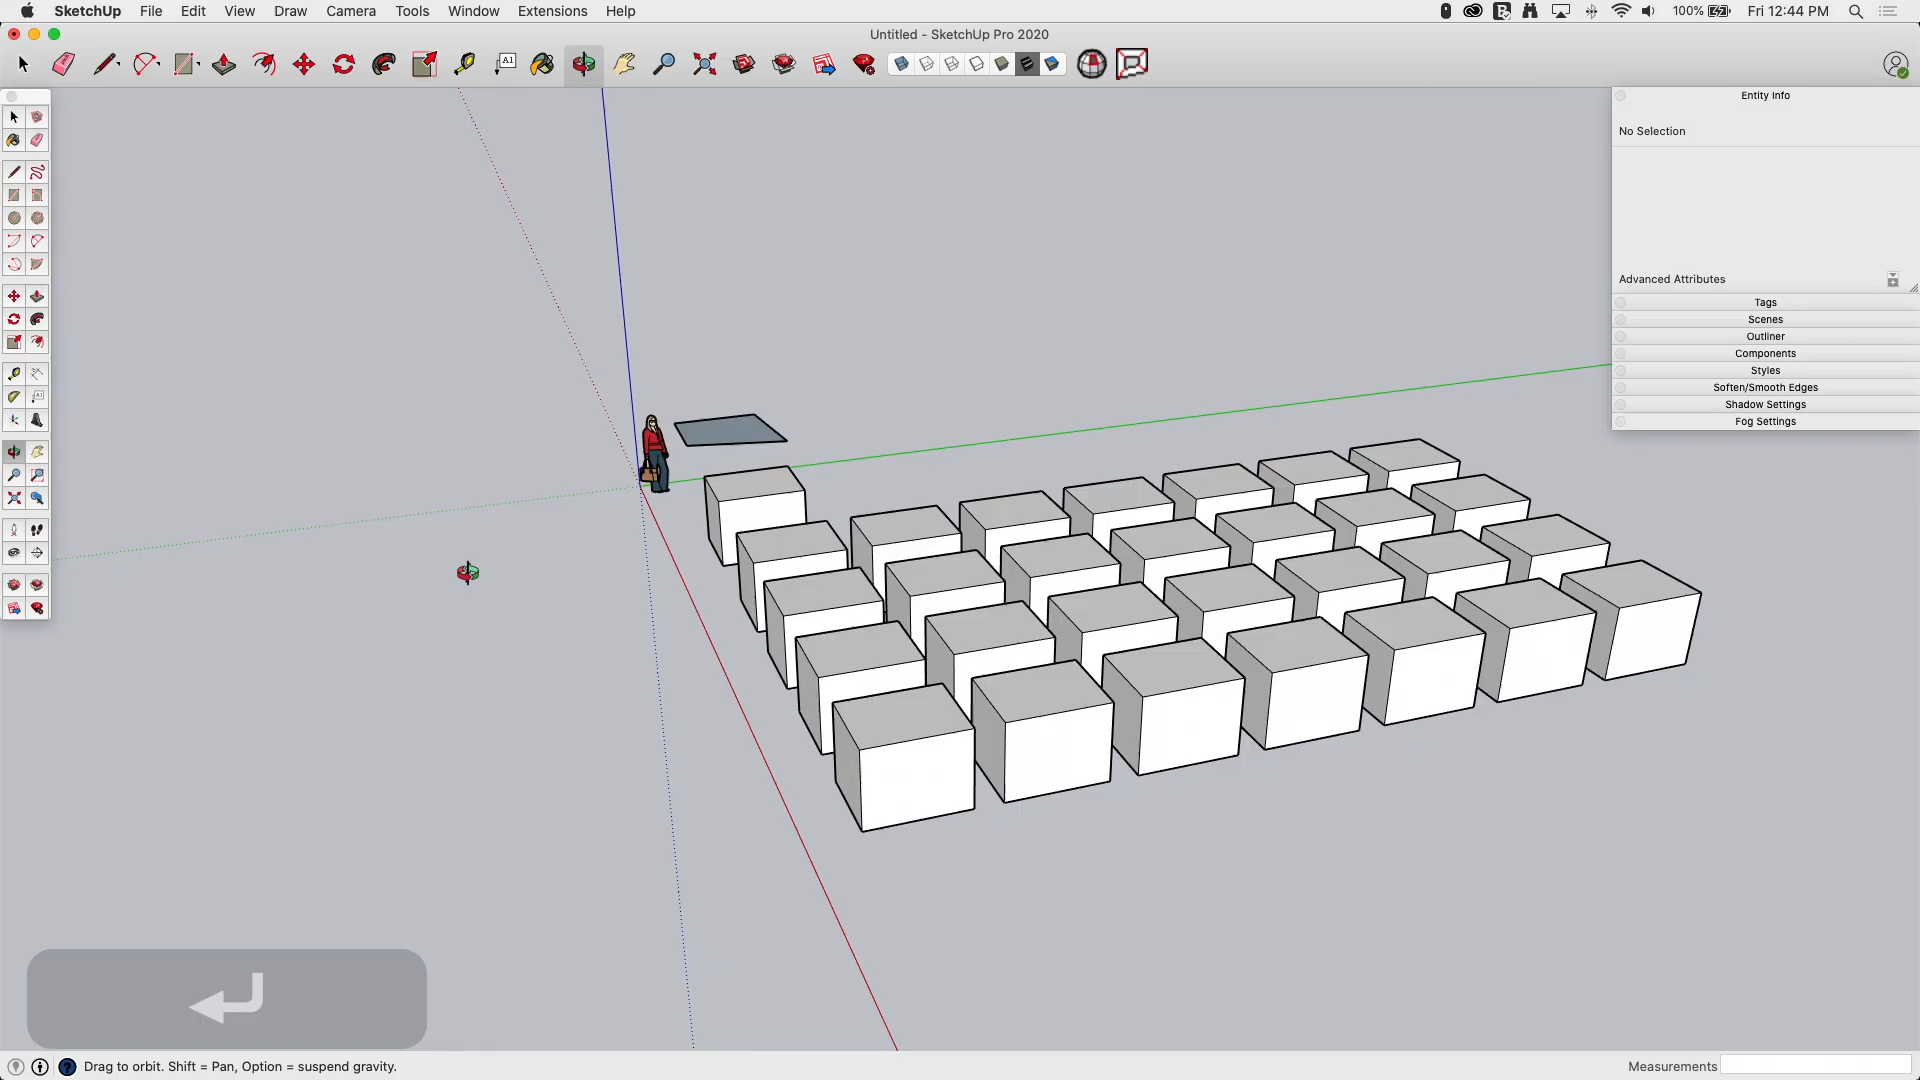 SketchUp File Edit View Draw Camera Tools Window Extensions Help 100% Fri 12:44 PM
Untitled - SketchUp Pro 2020
A1
Entity Info
No Selection
Advanced Attributes
Tags
Scenes
Outliner
Components
Styles
Soften/Smooth Edges
Shadow Settings
Fog Settings
A1
Drag to orbit. Shift = Pan, Option = suspend gravity.
Measurements